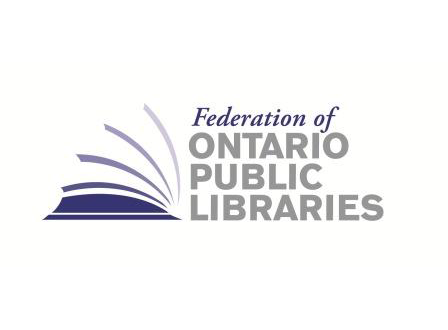 Federation of
ONTARIO
PUBLIC
LIBRARIES